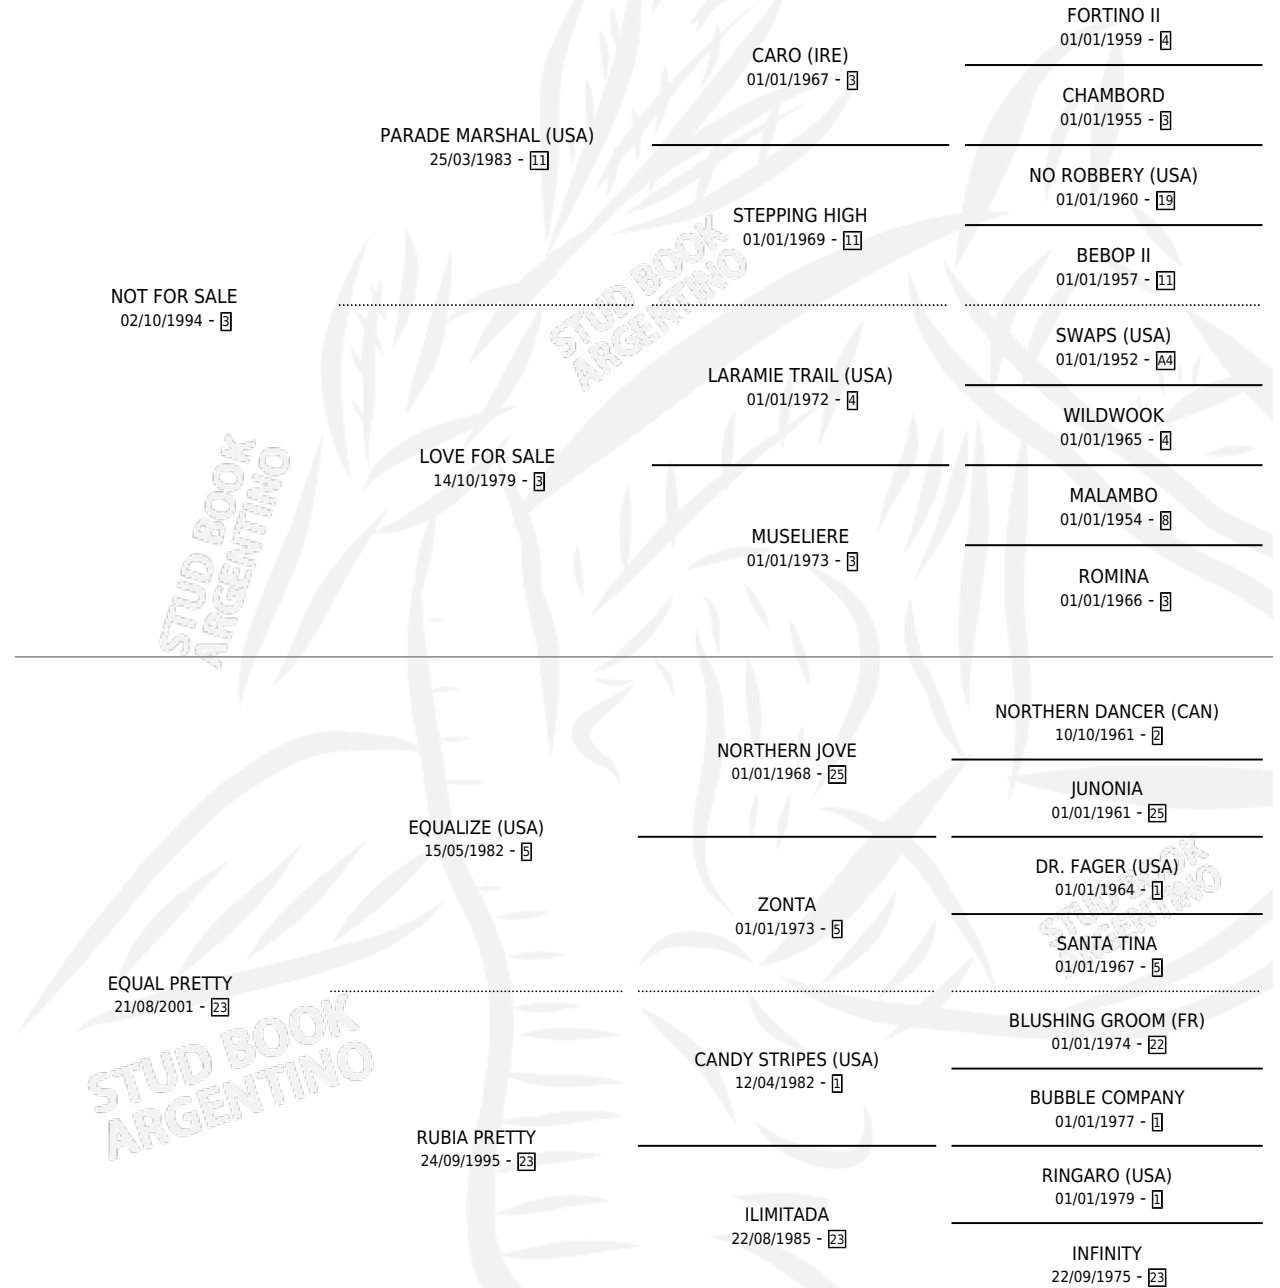 FORTINO II
01/01/1959 - 4
CARO (IRE)
01/01/1967 - 3
CHAMBORD
01/01/1955 - 3
PARADE MARSHAL (USA)
25/03/1983 - 11
NO ROBBERY (USA)
01/01/1960 - 19
STEPPING HIGH
01/01/1969 - 11
BEBOP II
01/01/1957 - 11
NOT FOR SALE
02/10/1994 - 3
SWAPS (USA)
01/01/1952 - A4
LARAMIE TRAIL (USA)
01/01/1972 - 4
WILDWOOK
01/01/1965 - 4
LOVE FOR SALE
14/10/1979 - 3
MALAMBO
01/01/1954 - 8
MUSELIERE
01/01/1973 - 3
ROMINA
01/01/1966 - 3
NORTHERN DANCER (CAN)
10/10/1961 - 2
NORTHERN JOVE
01/01/1968 - 25
JUNONIA
01/01/1961 - 25
EQUALIZE (USA)
15/05/1982 - 5
DR. FAGER (USA)
01/01/1964 - 1
ZONTA
01/01/1973 - 5
SANTA TINA
01/01/1967 - 5
EQUAL PRETTY
21/08/2001 - 23
BLUSHING GROOM (FR)
01/01/1974 - 22
CANDY STRIPES (USA)
12/04/1982 - 1
BUBBLE COMPANY
01/01/1977 - 1
RUBIA PRETTY
24/09/1995 - 23
RINGARO (USA)
01/01/1979 - 1
ILIMITADA
22/08/1985 - 23
INFINITY
22/09/1975 - 23
STUD BOOK
ARGENTINO
STUD BOOK
ARGENTINO
STUD BOOK
ARGENTINO
STUD BOOK
ARGENTINO